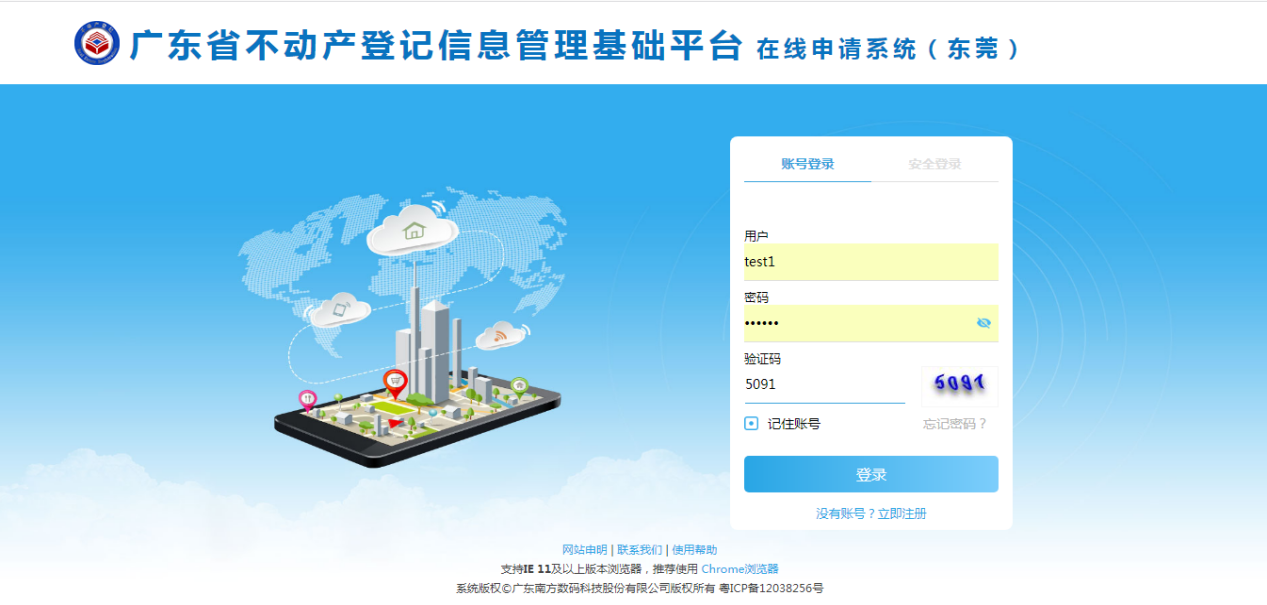 广东省不动产登记信息管理基础平台 在线申请系统（东莞）
账号登录 安全登录
用户
test1
密码
••••••
验证码
5091 5091
记住账号 忘记密码？
登录
没有账号？立即注册
网站申明 | 联系我们 | 使用帮助
支持IE 11及以上版本浏览器，推荐使用 Chrome浏览器
系统版权©广东南方数码科技股份有限公司版权所有 粤ICP备12038256号